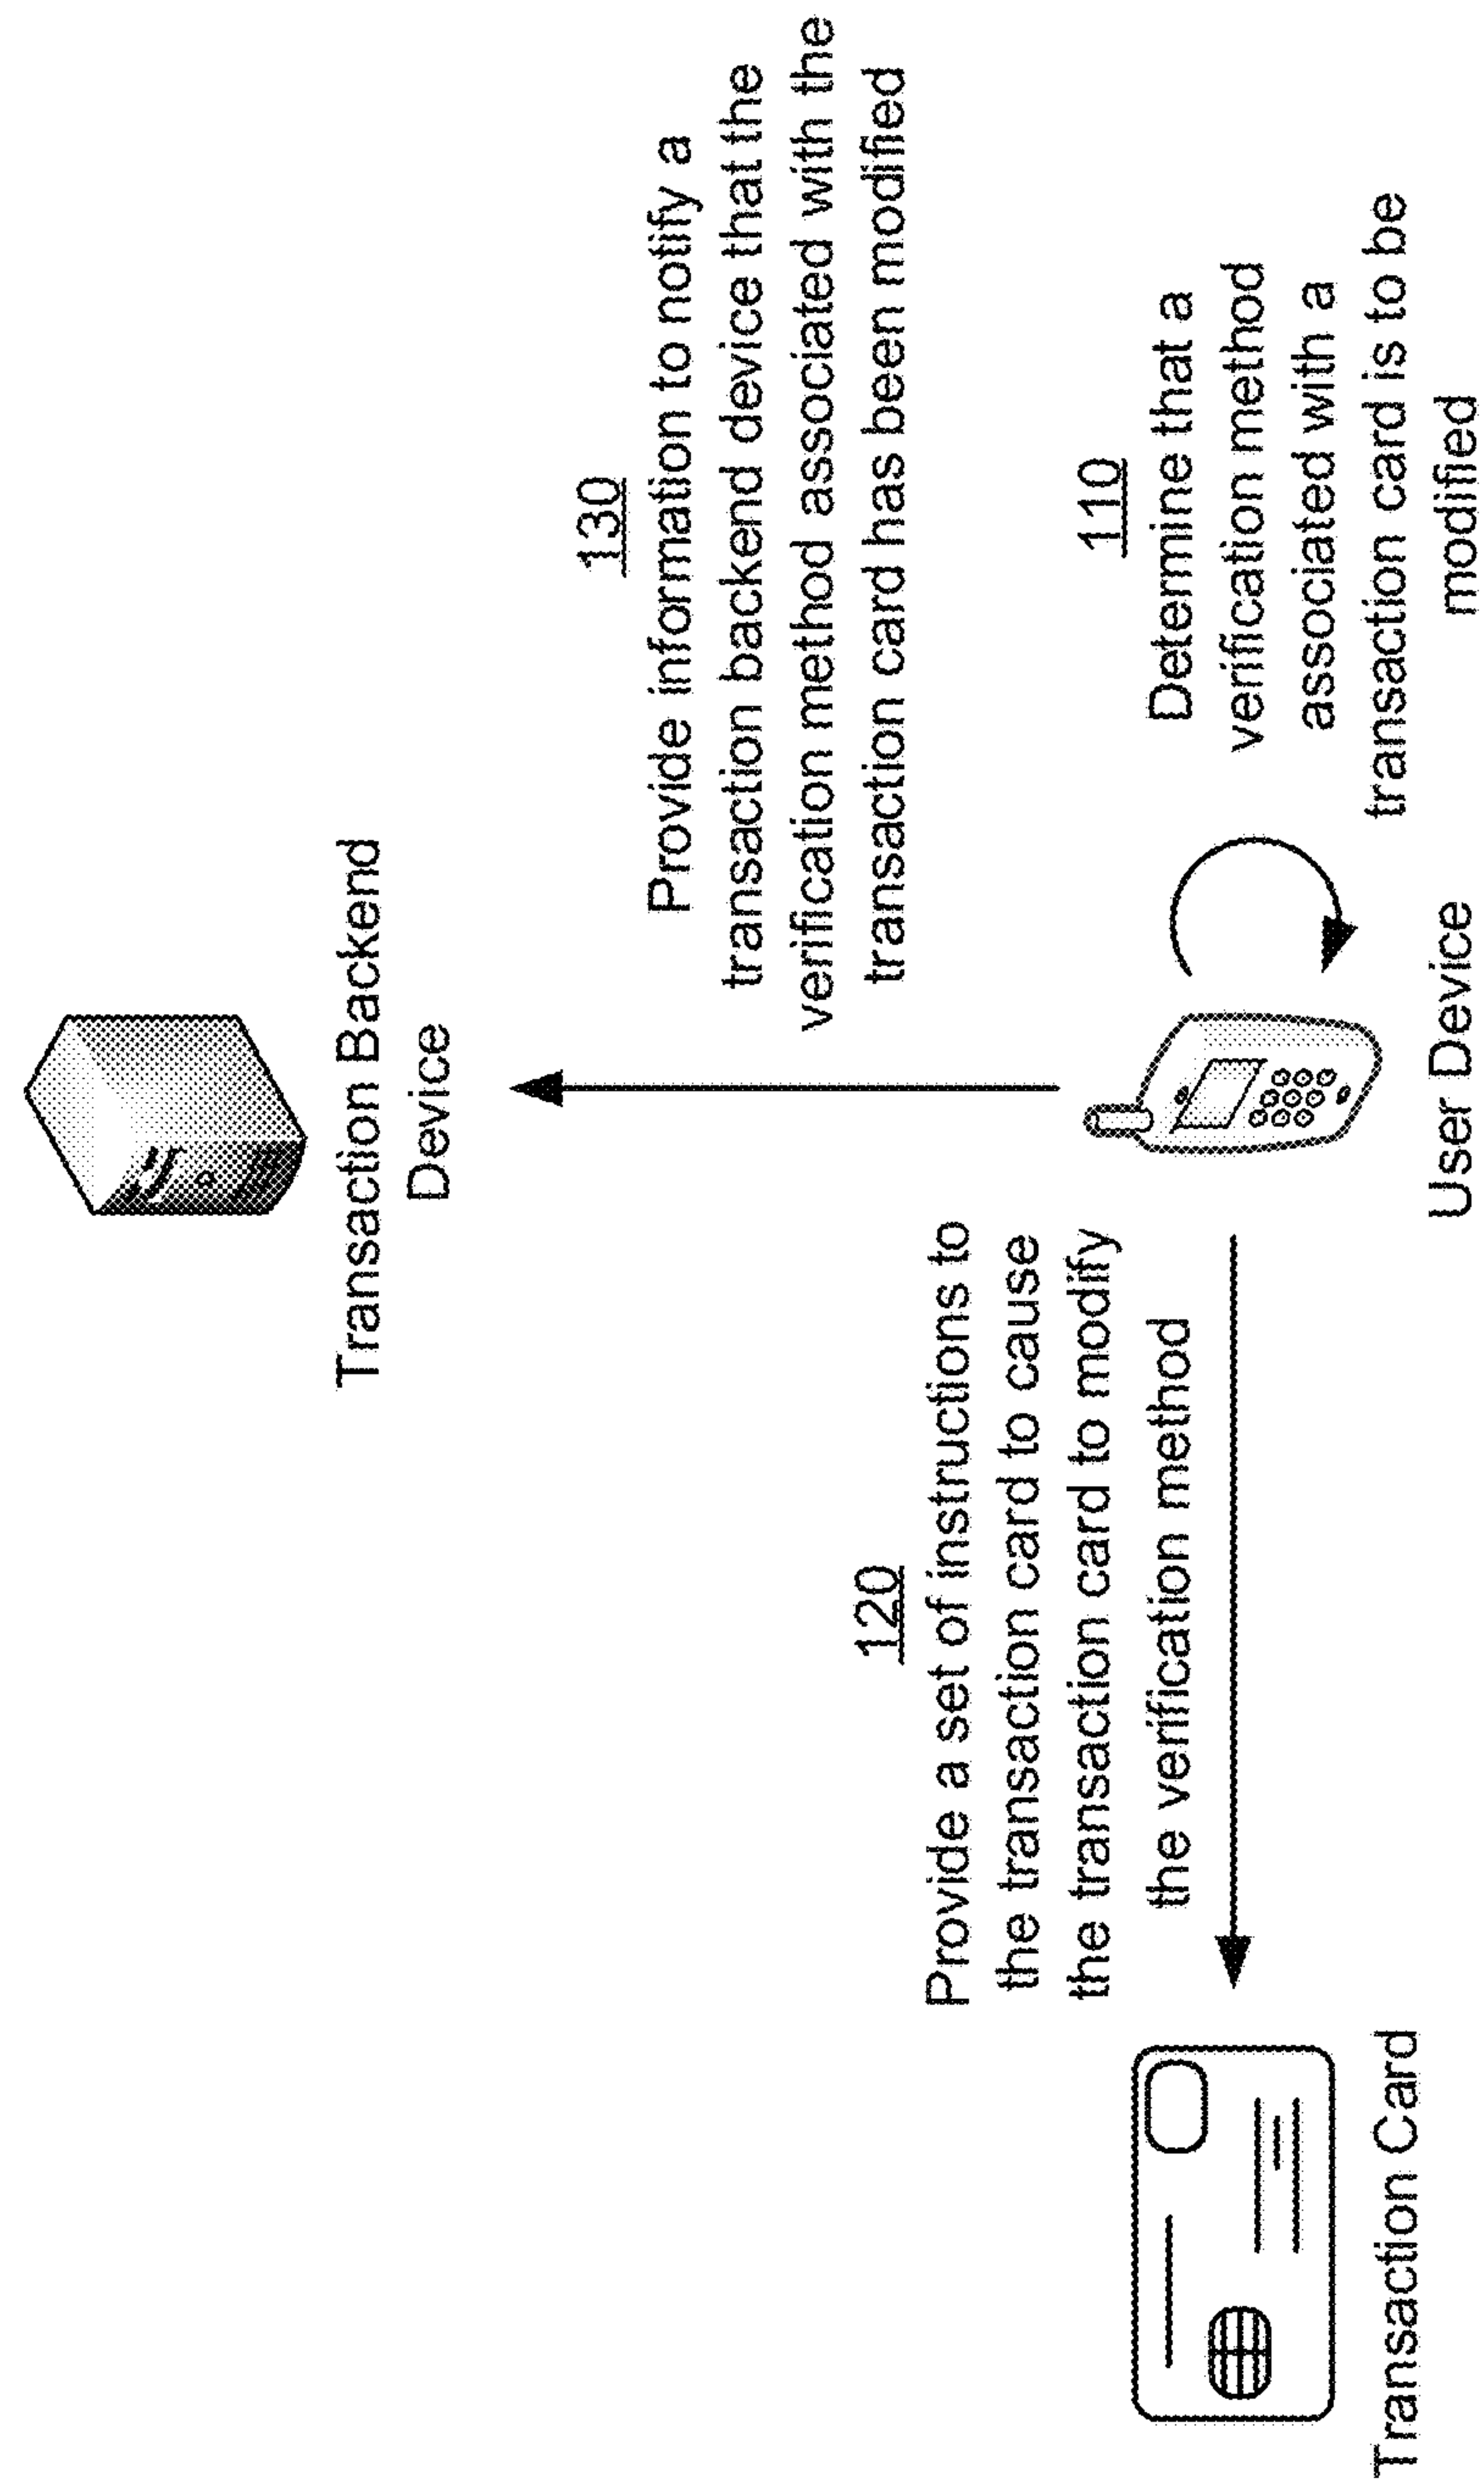 Transaction Backend
Device
130
Provide information to notify a
transaction backend device that the
verification method associated with the
transaction card has been modified
120
Provide a set of instructions to
the transaction card to cause
the transaction card to modify
the verification method
110
Determine that a
verification method
associated with a
transaction card is to be
modified
Transaction Card
User Device